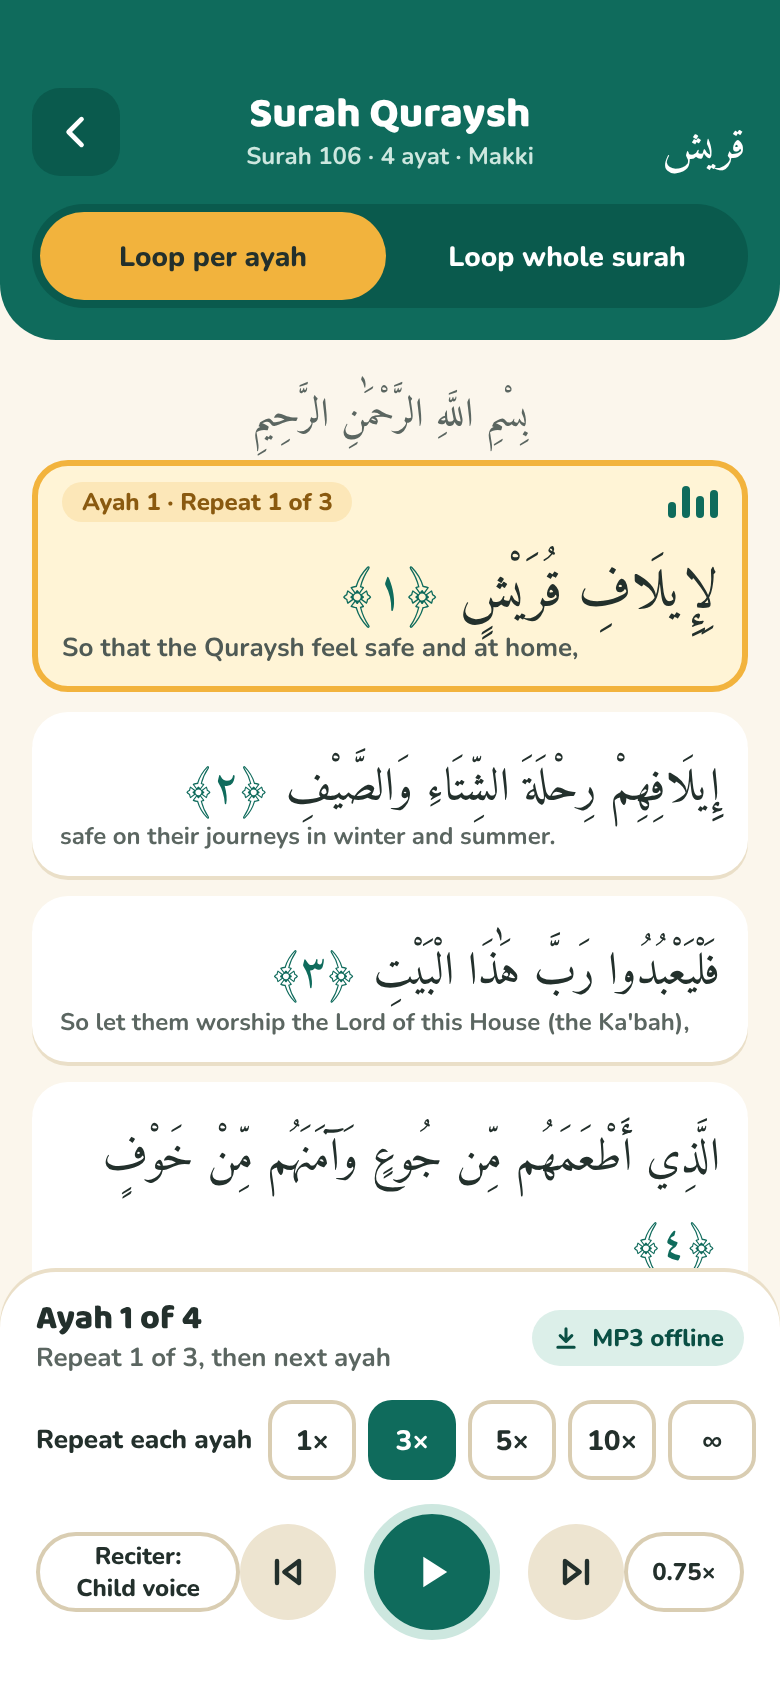 Surah Quraysh
Surah 106 · 4 ayat · Makki
قريش
Loop per ayah
Loop whole surah
بِسْمِ اللَّهِ الرَّحْمَٰنِ الرَّحِيمِ
Ayah 1 · Repeat 1 of 3
لِإِيلَافِ قُرَيْشٍ ﴿١﴾
So that the Quraysh feel safe and at home,
إِيلَافِهِمْ رِحْلَةَ الشِّتَاءِ وَالصَّيْفِ ﴿٢﴾
safe on their journeys in winter and summer.
فَلْيَعْبُدُوا رَبَّ هَٰذَا الْبَيْتِ ﴿٣﴾
So let them worship the Lord of this House (the Ka'bah),
الَّذِي أَطْعَمَهُم مِّن جُوعٍ وَآمَنَهُم مِّنْ خَوْفٍ
﴿٤﴾
Ayah 1 of 4
MP3 offline
Repeat 1 of 3, then next ayah
Repeat each ayah
1×
3×
5×
10×
∞
Reciter:
Child voice
0.75×